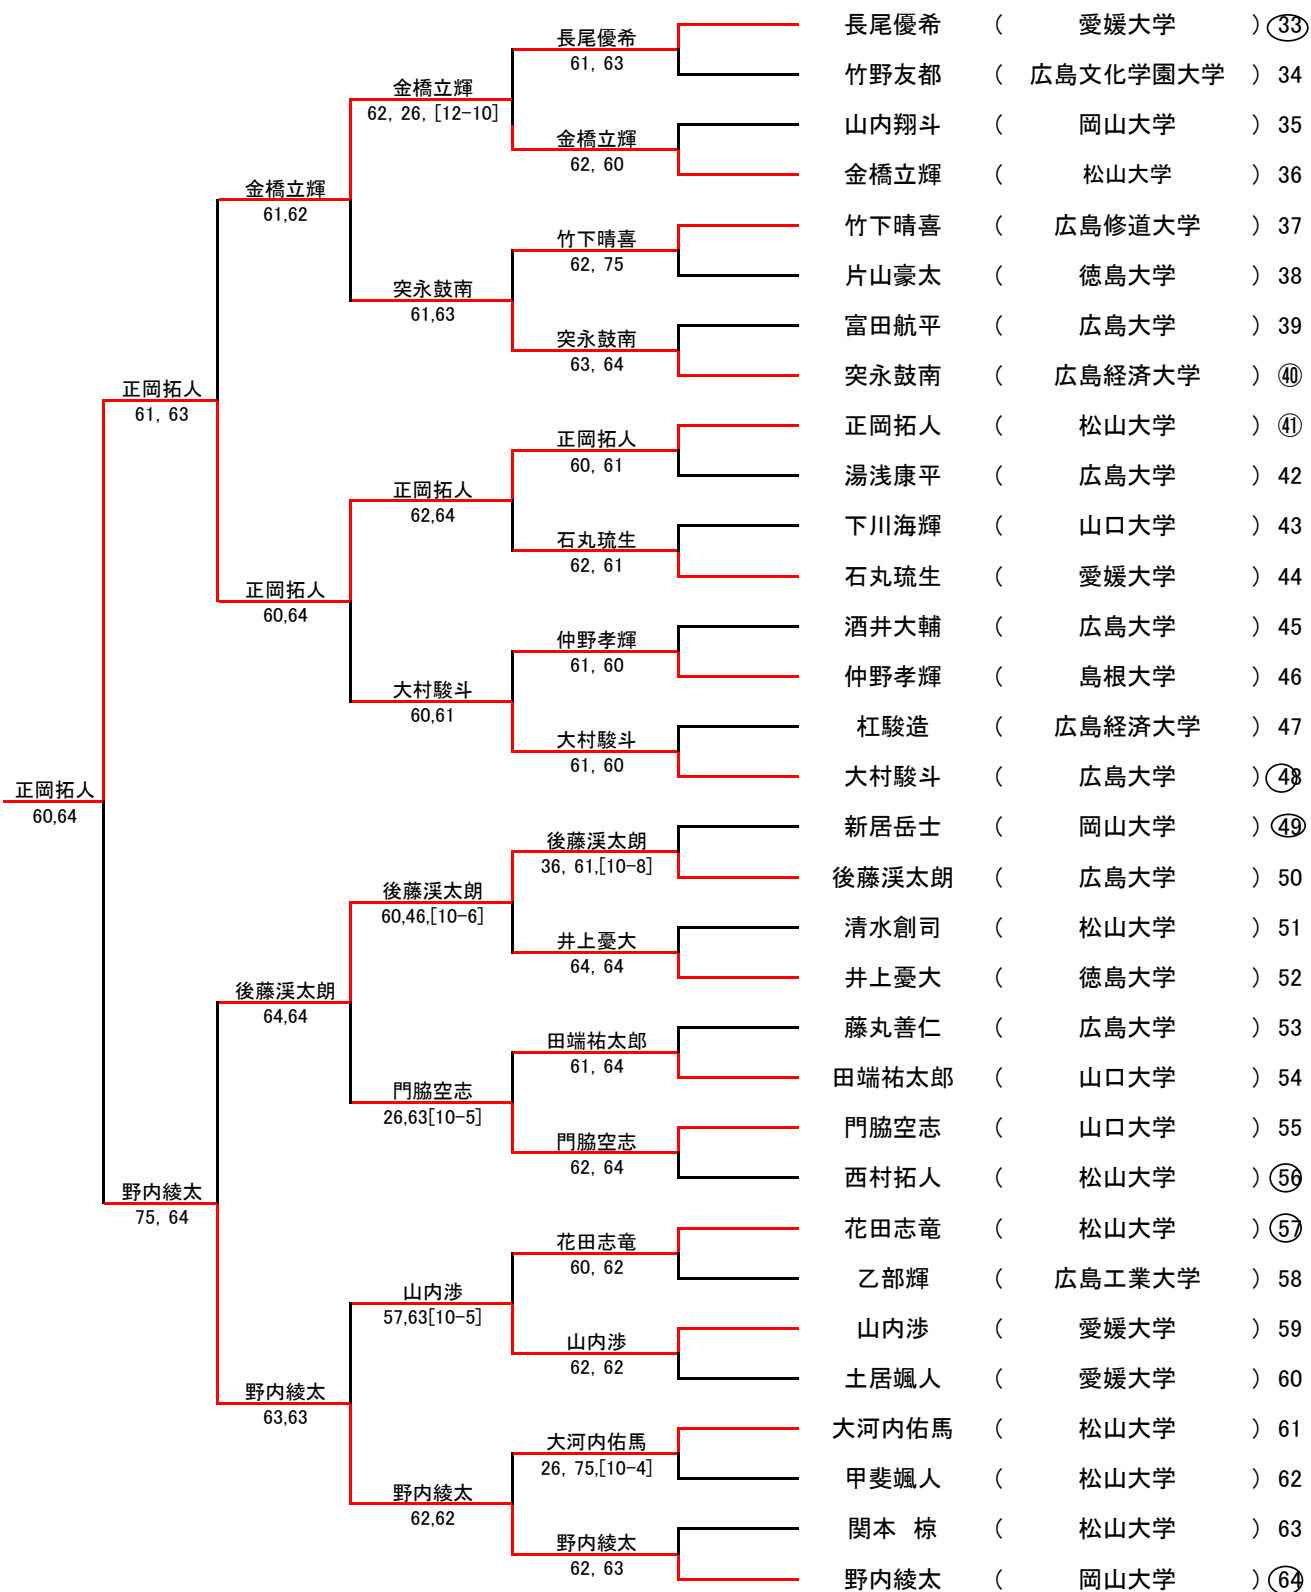 長尾優希 ( 愛媛大学 ) 33
長尾優希
61, 63
竹野友都 ( 広島文化学園大学 ) 34
金橋立輝
62, 26, [12-10]
山内翔斗 ( 岡山大学 ) 35
金橋立輝
62, 60
金橋立輝 ( 松山大学 ) 36
金橋立輝
61,62
竹下晴喜 ( 広島修道大学 ) 37
竹下晴喜
62, 75
片山豪太 ( 徳島大学 ) 38
突永鼓南
61,63
富田航平 ( 広島大学 ) 39
突永鼓南
63, 64
突永鼓南 ( 広島経済大学 ) ㊵
正岡拓人
61, 63
正岡拓人 ( 松山大学 ) ㊶
正岡拓人
60, 61
湯浅康平 ( 広島大学 ) 42
正岡拓人
62,64
下川海輝 ( 山口大学 ) 43
石丸琉生
62, 61
石丸琉生 ( 愛媛大学 ) 44
正岡拓人
60,64
酒井大輔 ( 広島大学 ) 45
仲野孝輝
61, 60
仲野孝輝 ( 島根大学 ) 46
大村駿斗
60,61
杠駿造 ( 広島経済大学 ) 47
大村駿斗
61, 60
大村駿斗 ( 広島大学 ) 48
正岡拓人
60,64
新居岳士 ( 岡山大学 ) 49
後藤渓太朗
36, 61,[10-8]
後藤渓太朗 ( 広島大学 ) 50
後藤渓太朗
60,46,[10-6]
清水創司 ( 松山大学 ) 51
井上憂大
64, 64
井上憂大 ( 徳島大学 ) 52
後藤渓太朗
64,64
藤丸善仁 ( 広島大学 ) 53
田端祐太郎
61, 64
田端祐太郎 ( 山口大学 ) 54
門脇空志
26,63[10-5]
門脇空志 ( 山口大学 ) 55
門脇空志
62, 64
西村拓人 ( 松山大学 ) 56
野内綾太
75, 64
花田志竜 ( 松山大学 ) 57
花田志竜
60, 62
乙部輝 ( 広島工業大学 ) 58
山内渉
57,63[10-5]
山内渉 ( 愛媛大学 ) 59
山内渉
62, 62
土居颯人 ( 愛媛大学 ) 60
野内綾太
63,63
大河内佑馬 ( 松山大学 ) 61
大河内佑馬
26, 75,[10-4]
甲斐颯人 ( 松山大学 ) 62
野内綾太
62,62
関本 椋 ( 松山大学 ) 63
野内綾太
62, 63
野内綾太 ( 岡山大学 ) 64